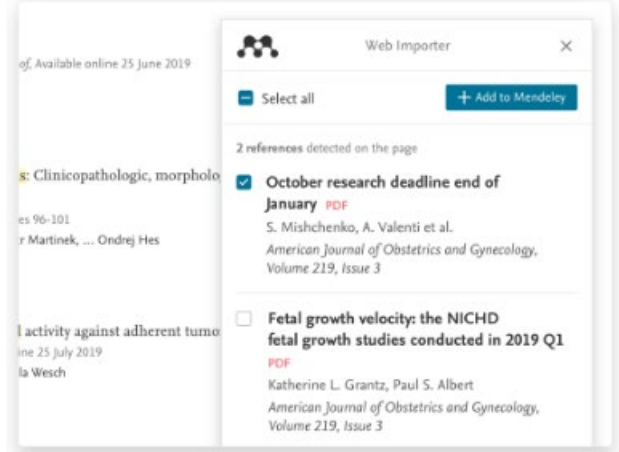 of, Available online 25 June 2019
s: Clinicopathologic, morpholo
es 96-101
r Martinek, ... Ondrej Hes
l activity against adherent tumo
ine 25 July 2019
la Wesch
Web Importer
Select all
+ Add to Mendeley
2 references detected on the page
October research deadline end of
January PDF
S. Mishchenko, A. Valenti et al.
American Journal of Obstetrics and Gynecology,
Volume 219, Issue 3
Fetal growth velocity: the NICHD
fetal growth studies conducted in 2019 Q1
PDF
Katherine L. Grantz, Paul S. Albert
American Journal of Obstetrics and Gynecology,
Volume 219, Issue 3